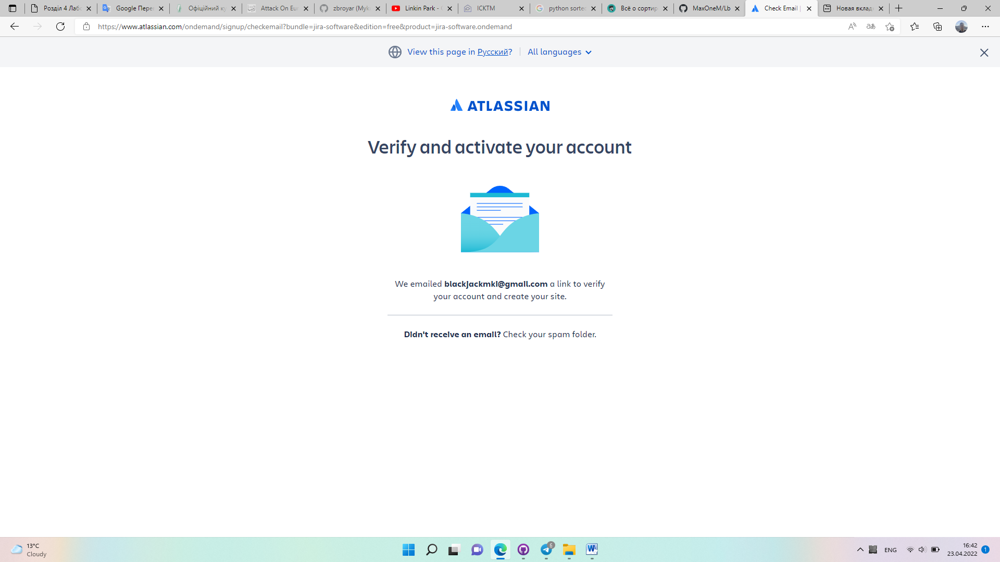 Розділ 4 Лабо
Google Пере
Офіційний ку
Attack On Eu
zbroyar (Myk
Linkin Park -
ІСКТМ
python sorted
Всё о сортир
MaxOneM/Lb
Check Email |
Новая вклад
https://www.atlassian.com/ondemand/signup/checkemail?bundle=jira-software&edition=free&product=jira-software.ondemand
View this page in Русский? All languages
ATLASSIAN
Verify and activate your account
We emailed blackjackmkl@gmail.com a link to verify
your account and create your site.
Didn't receive an email? Check your spam folder.
13°C
Cloudy
6
ENG
16:42
23.04.2022
1